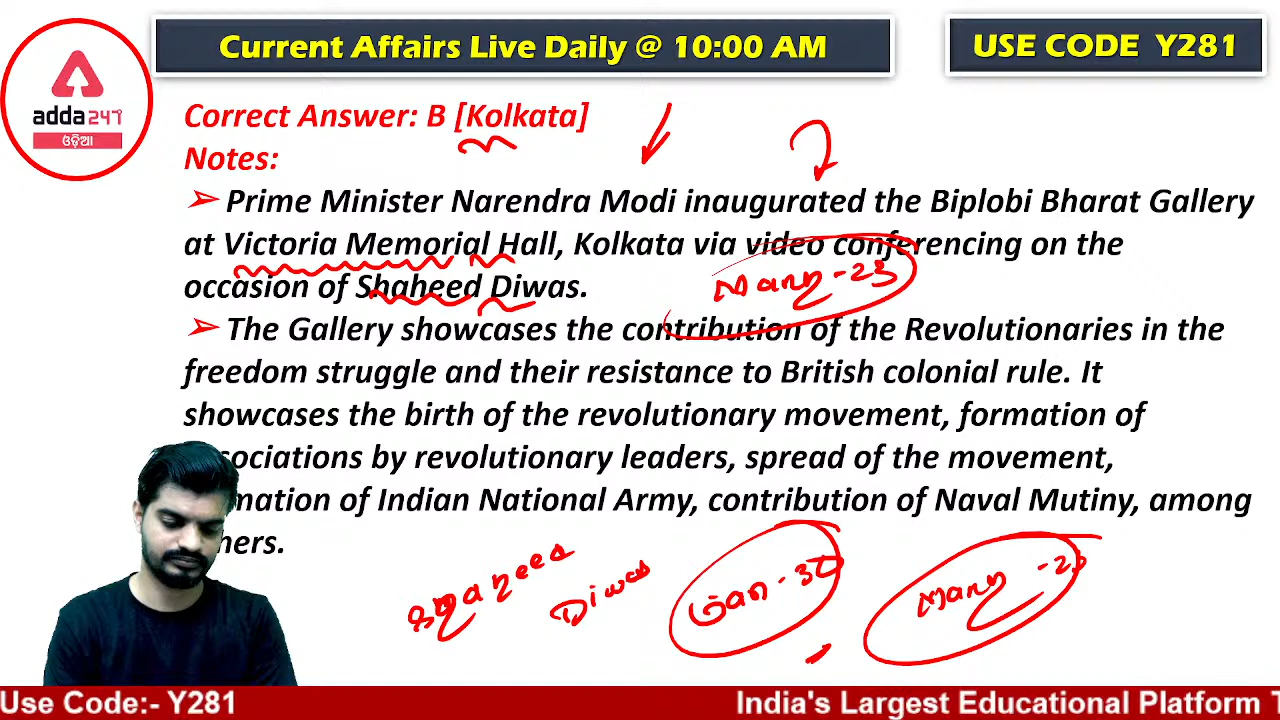 Current Affairs Live Daily @ 10:00 AM
USE CODE Y281
adda247
ଓଡ଼ିଆ
Correct Answer: B [Kolkata]
Notes:
➢ Prime Minister Narendra Modi inaugurated the Biplobi Bharat Gallery
at Victoria Memorial Hall, Kolkata via video conferencing on the
occasion of Shaheed Diwas.
➢ The Gallery showcases the contribution of the Revolutionaries in the
freedom struggle and their resistance to British colonial rule. It
showcases the birth of the revolutionary movement, formation of
sociations by revolutionary leaders, spread of the movement,
mation of Indian National Army, contribution of Naval Mutiny, among
hers.
Diwas
Jan-30
Use Code:- Y281
India's Largest Educational Platform T